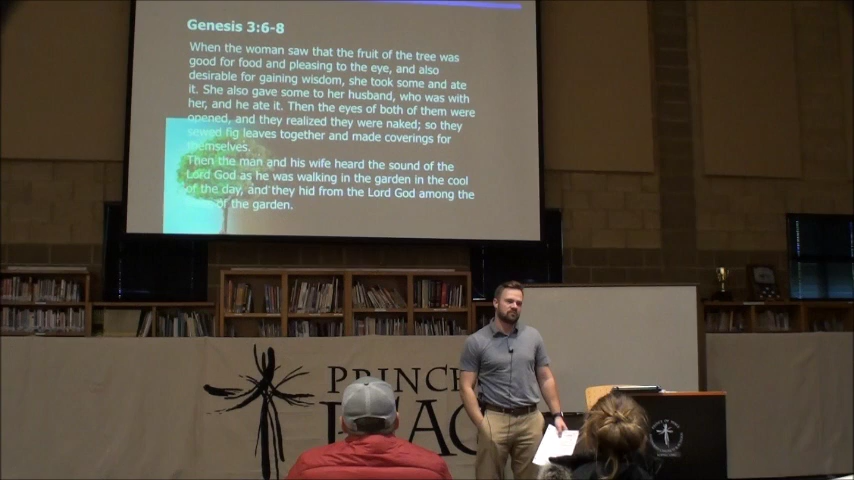 Genesis 3:6-8
When the woman saw that the fruit of the tree was
good for food and pleasing to the eye, and also
desirable for gaining wisdom, she took some and ate
it. She also gave some to her husband, who was with
her, and he ate it. Then the eyes of both of them were
opened, and they realized they were naked; so they
sewed fig leaves together and made coverings for
themselves.
Then the man and his wife heard the sound of the
Lord God as he was walking in the garden in the cool
of the day, and they hid from the Lord God among the
of the garden.
PRINC